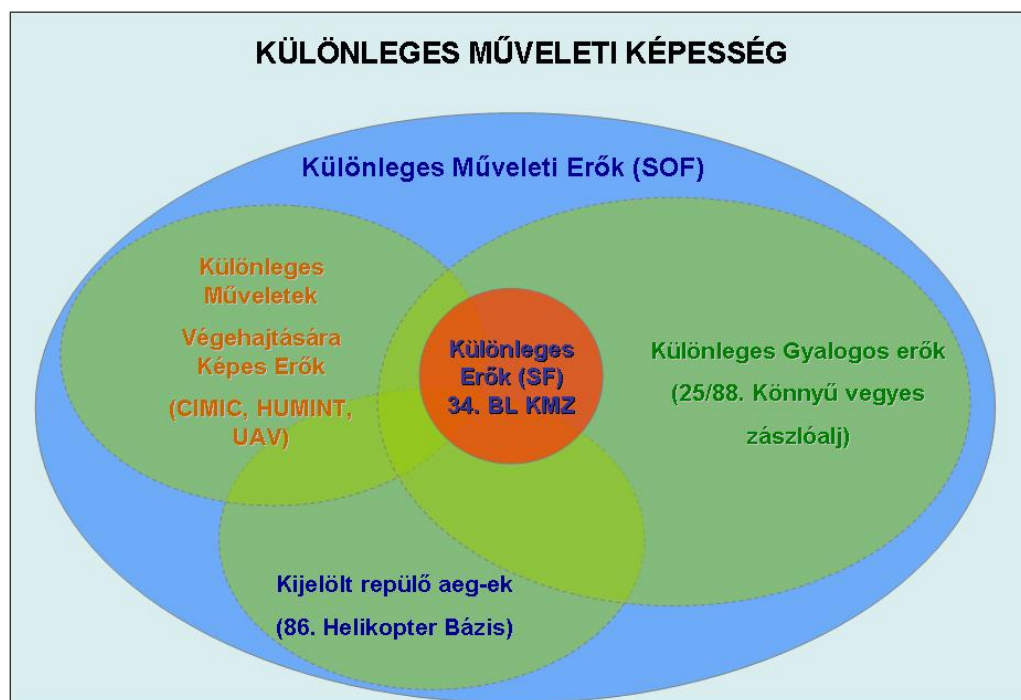 KÜLÖNLEGES MŰVELETI KÉPESSÉG
Különleges Műveleti Erők (SOF)
Különleges
Műveletek
Végehajtására
Képes Erők
(CIMIC, HUMINT,
UAV)
Különleges
Erők (SF)
34. BL KMZ
Különleges Gyalogos erők
(25/88. Könnyű vegyes
zászlóalj)
Kijelölt repülő aeg-ek
(86. Helikopter Bázis)